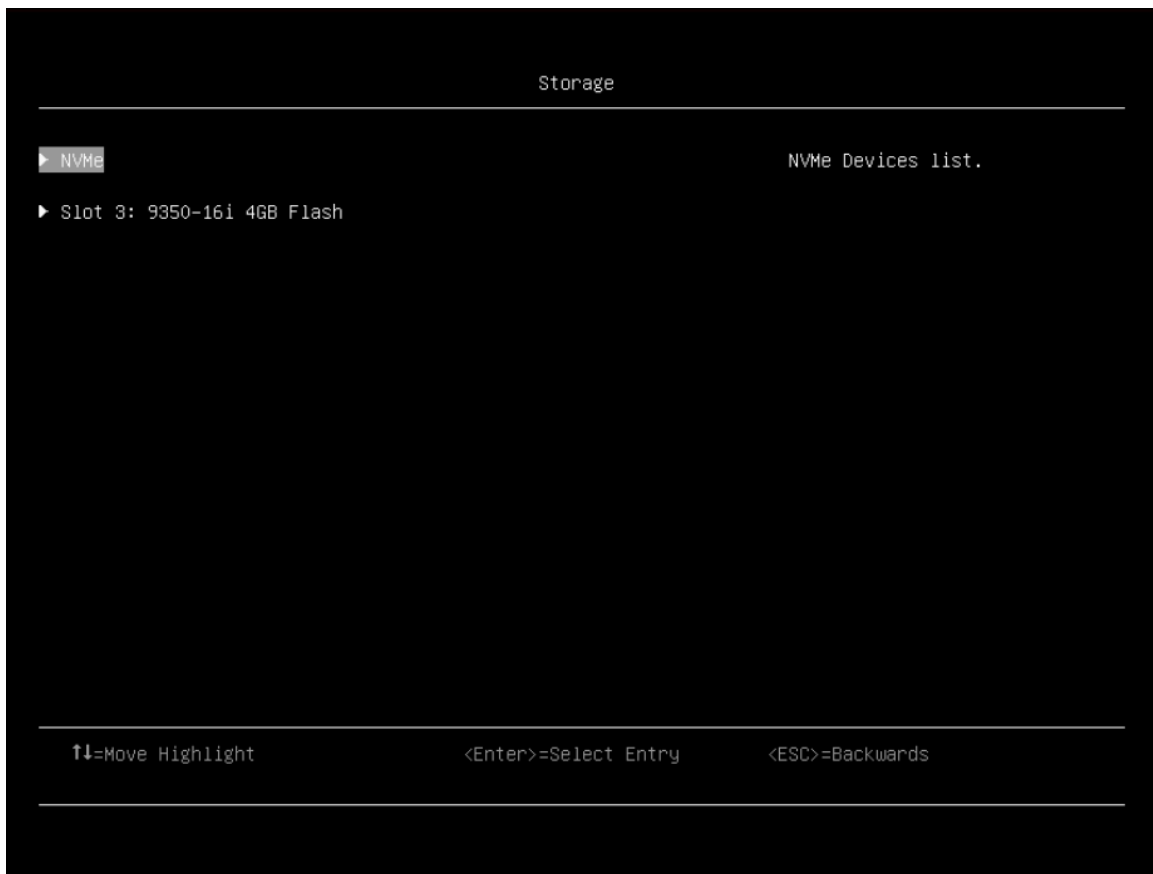 Storage
▶ NVMe
NVMe Devices list.
▶ Slot 3: 9350-16i 4GB Flash
↑↓=Move Highlight
<Enter>=Select Entry
<ESC>=Backwards